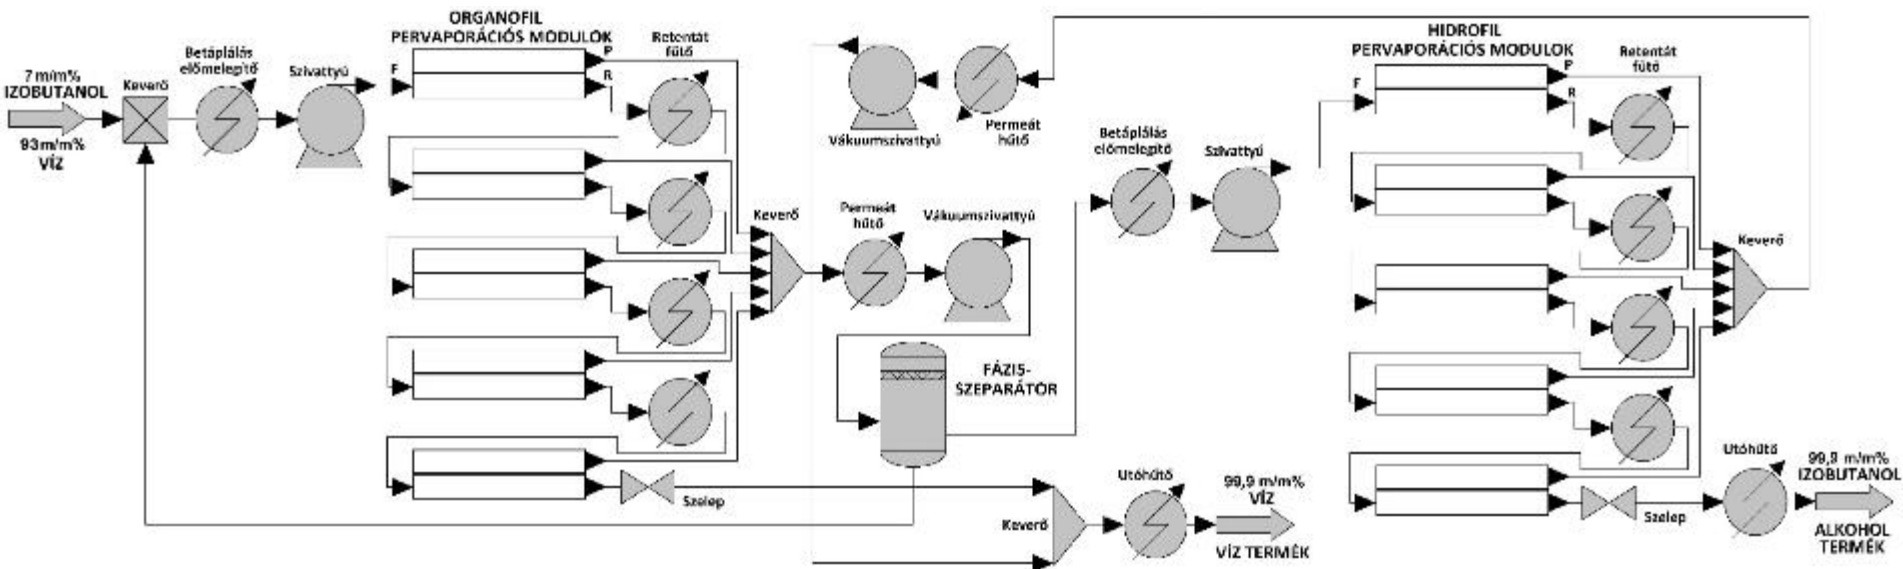 7 m/m%
IZOBUTANOL
93m/m%
VÍZ
Keverő
Betáplálás
előmelegítő
Szivattyú
ORGANOFIL
PERVAPORÁCIÓS MODULOK
F
P
R
Retentát
fűtő
Keverő
Permeát
hűtő
Vákuumszivattyú
Vákuumszivattyú
Permeát
hűtő
FÁZIS-
SZEPARÁTOR
Szelep
Keverő
Utóhűtő
99,9 m/m%
VÍZ
VÍZ TERMÉK
Betáplálás
előmelegítő
Szivattyú
HIDROFIL
PERVAPORÁCIÓS MODULOK
F
P
R
Retentát
fűtő
Keverő
Szelep
Utóhűtő
99,9 m/m%
IZOBUTANOL
ALKOHOL
TERMÉK